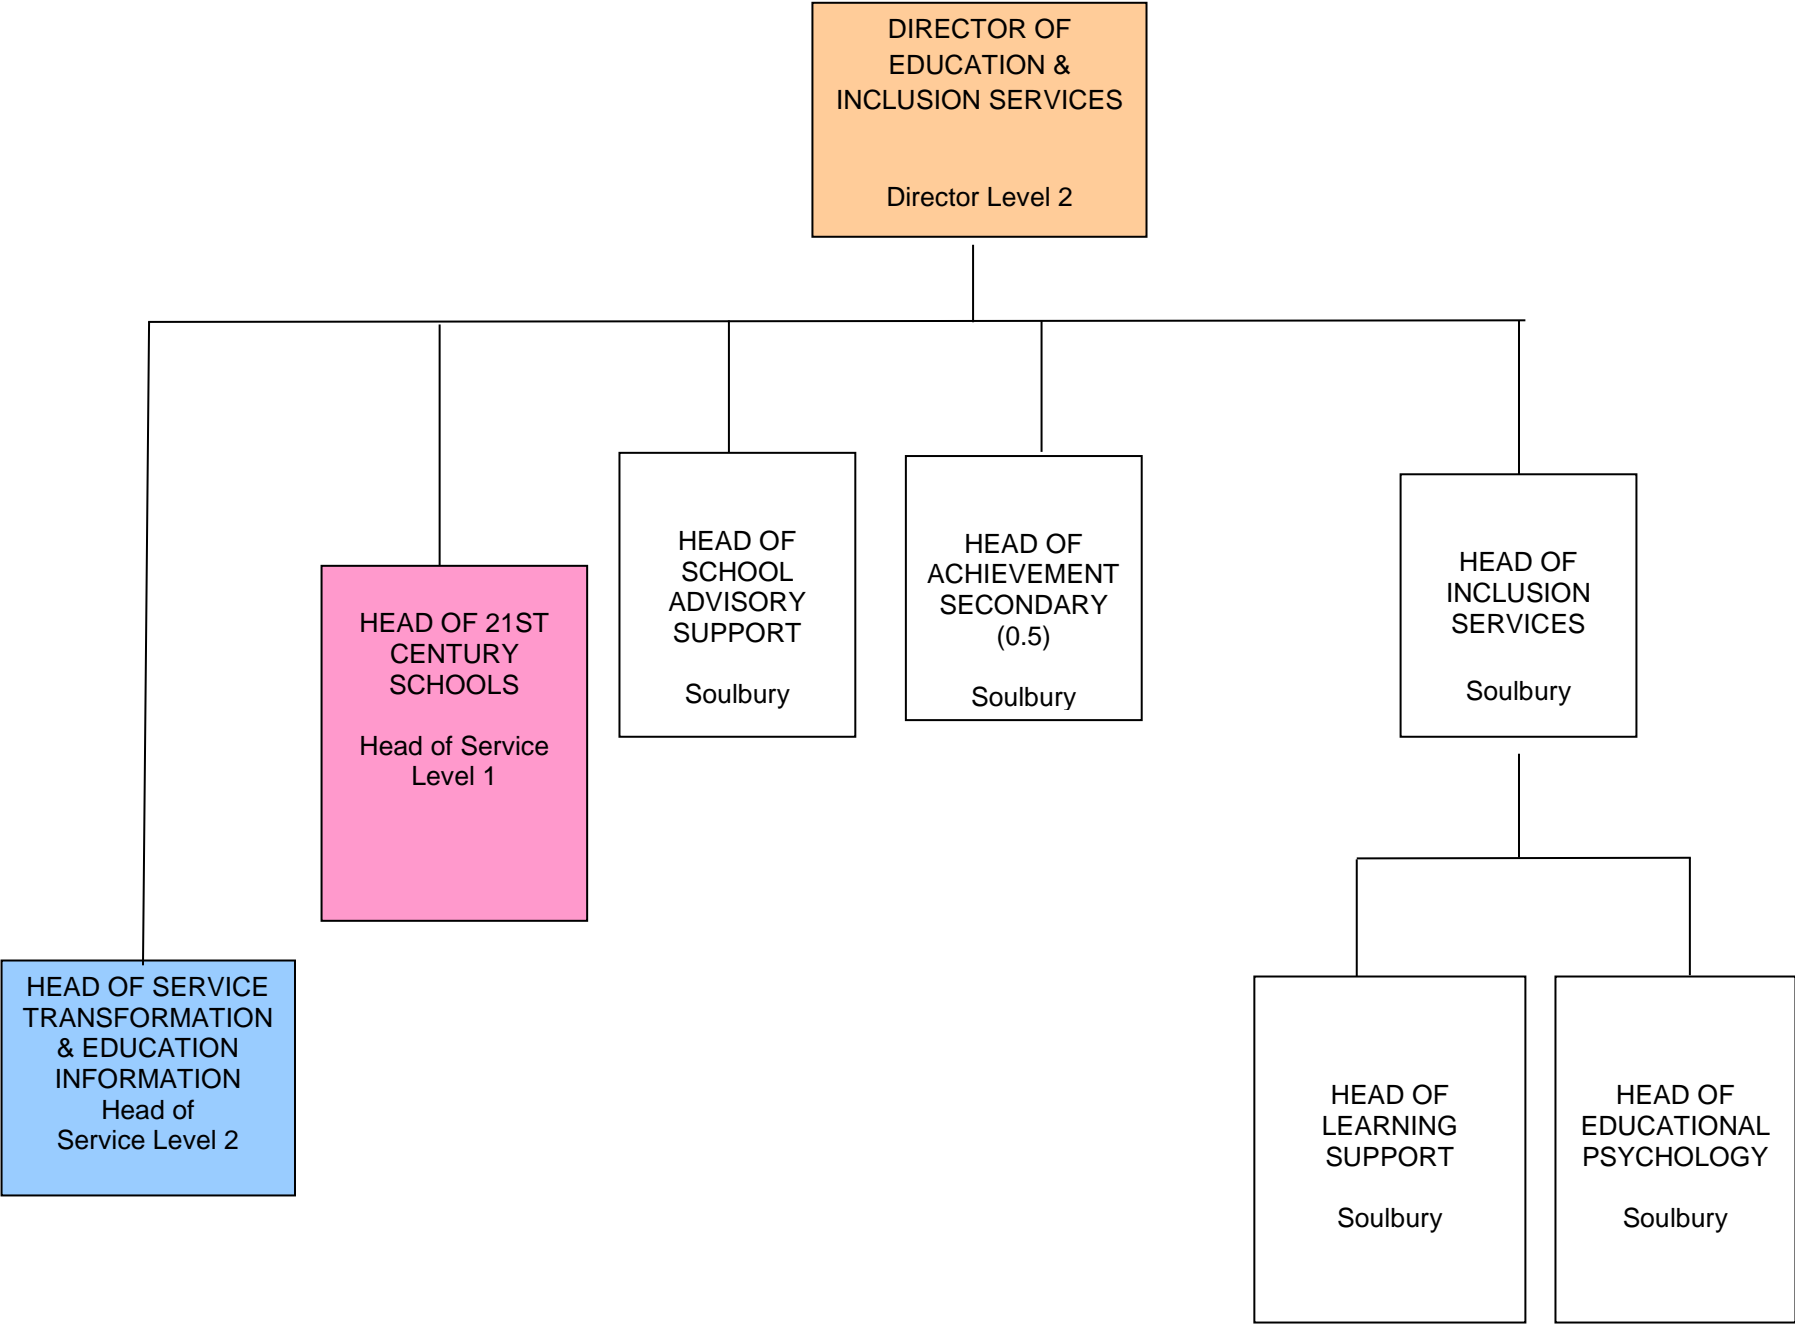 DIRECTOR OF
EDUCATION &
INCLUSION SERVICES
Director Level 2
HEAD OF SERVICE
TRANSFORMATION
& EDUCATION
INFORMATION
Head of
Service Level 2
HEAD OF 21ST
CENTURY
SCHOOLS
Head of Service
Level 1
HEAD OF
SCHOOL
ADVISORY
SUPPORT
Soulbury
HEAD OF
ACHIEVEMENT
SECONDARY
(0.5)
Soulbury
HEAD OF
INCLUSION
SERVICES
Soulbury
HEAD OF
LEARNING
SUPPORT
Soulbury
HEAD OF
EDUCATIONAL
PSYCHOLOGY
Soulbury